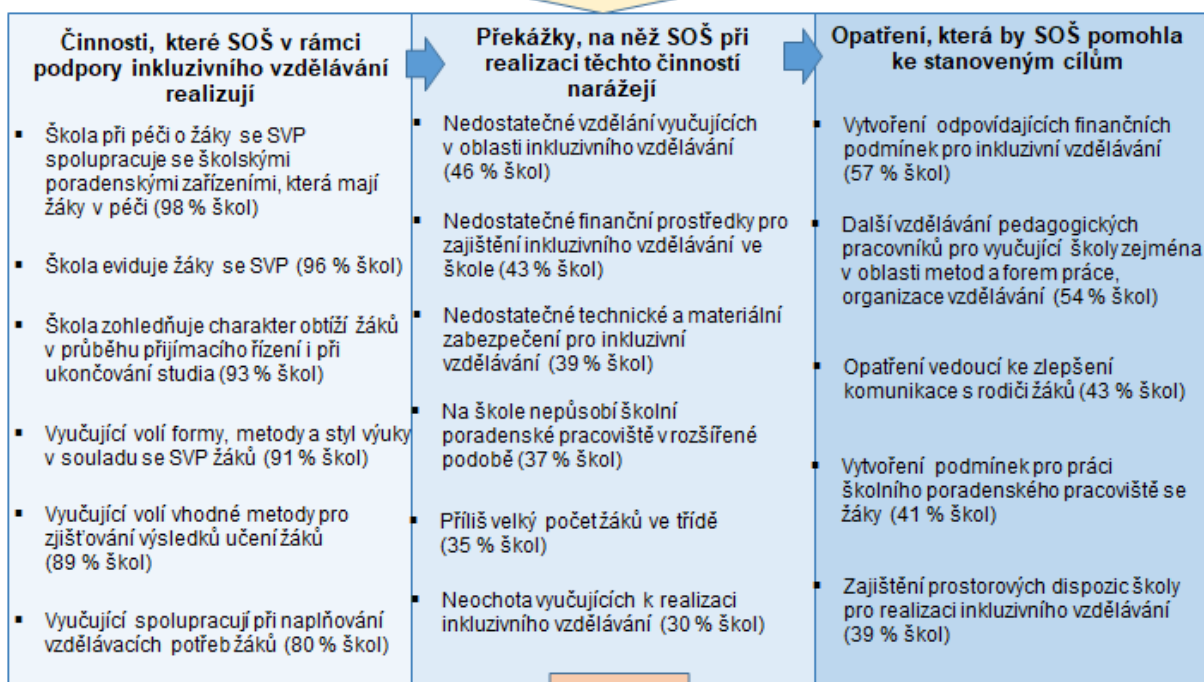 Činnosti, které SOŠ v rámci
podpory inkluzivního vzdělávání
realizují
▪ Škola při péči o žáky se SVP
spolupracuje se školskými
poradenskými zařízeními, která mají
žáky v péči (98 % škol)
▪ Škola eviduje žáky se SVP (96 % škol)
▪ Škola zohledňuje charakter obtíží žáků
v průběhu přijímacího řízení i při
ukončování studia (93 % škol)
▪ Vyučující volí formy, metody a styl výuky
v souladu se SVP žáků (91 % škol)
▪ Vyučující volí vhodné metody pro
zjišťování výsledků učení žáků
(89 % škol)
▪ Vyučující spolupracují při naplňování
vzdělávacích potřeb žáků (80 % škol)
Překážky, na něž SOŠ při
realizaci těchto činností
narážejí
▪ Nedostatečné vzdělání vyučujících
v oblasti inkluzivního vzdělávání
(46 % škol)
▪ Nedostatečné finanční prostředky pro
zajištění inkluzivního vzdělávání ve
škole (43 % škol)
▪ Nedostatečné technické a materiální
zabezpečení pro inkluzivní
vzdělávání (39 % škol)
▪ Na škole nepůsobí školní
poradenské pracoviště v rozšířené
podobě (37 % škol)
▪ Příliš velký počet žáků ve třídě
(35 % škol)
▪ Neochota vyučujících k realizaci
inkluzivního vzdělávání (30 % škol)
Opatření, která by SOŠ pomohla
ke stanoveným cílům
▪ Vytvoření odpovídajících finančních
podmínek pro inkluzivní vzdělávání
(57 % škol)
▪ Další vzdělávání pedagogických
pracovníků pro vyučující školy zejména
v oblasti metod a forem práce,
organizace vzdělávání (54 % škol)
▪ Opatření vedoucí ke zlepšení
komunikace s rodiči žáků (43 % škol)
▪ Vytvoření podmínek pro práci
školního poradenského pracoviště se
žáky (41 % škol)
▪ Zajištění prostorových dispozic školy
pro realizaci inkluzivního vzdělávání
(39 % škol)